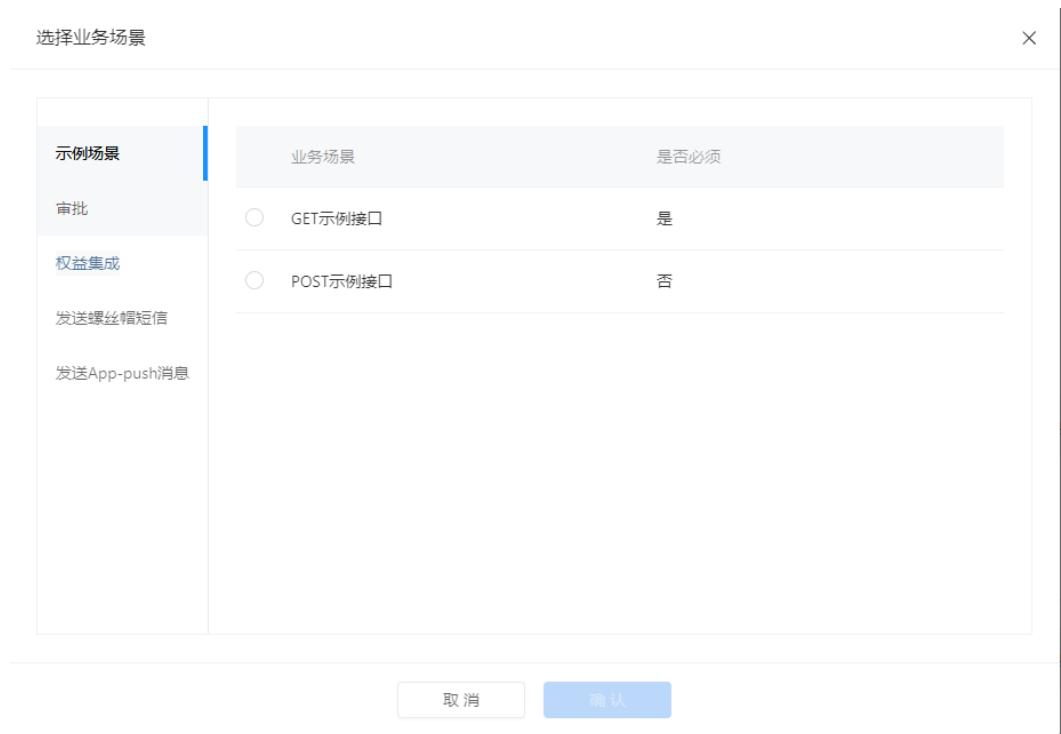 选择业务场景
示例场景
审批
权益集成
发送螺丝帽短信
发送App-push消息
业务场景 是否必须
GET示例接口 是
POST示例接口 否
取 消 确 认